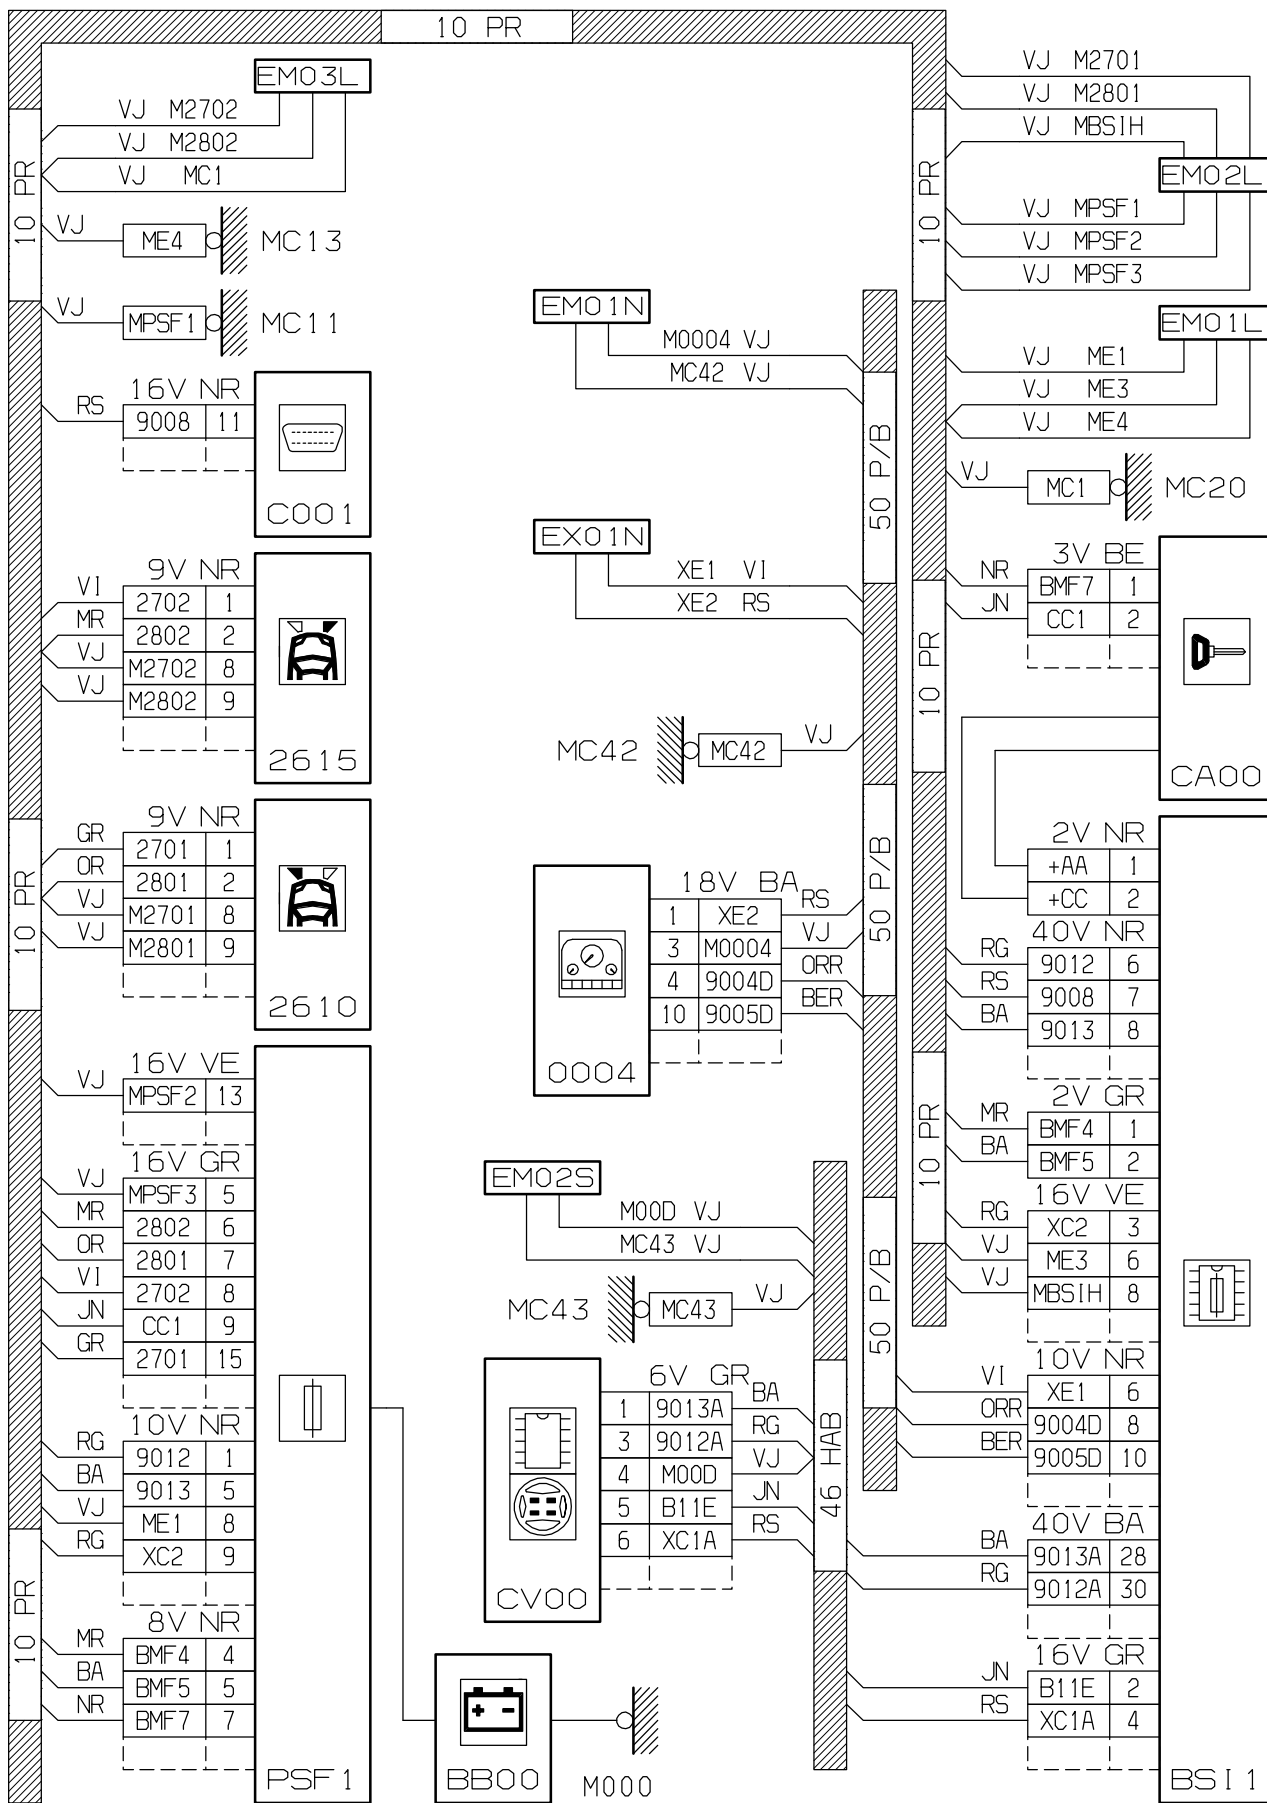 10 PR
EM03L
VJ M2702
VJ M2802
VJ MC1
10 PR
VJ
ME4
MC13
VJ
MPSF1
MC11
16V NR
RS
9008 11
C001
9V NR
VI
2702 1
MR
2802 2
VJ
M2702 8
VJ
M2802 9
2615
9V NR
GR
2701 1
OR
2801 2
VJ
M2701 8
VJ
M2801 9
2610
10 PR
16V VE
VJ
MPSF2 13
16V GR
VJ
MPSF3 5
MR
2802 6
OR
2801 7
VI
2702 8
JN
CC1 9
GR
2701 15
10V NR
RG
9012 1
BA
9013 5
VJ
ME1 8
RG
XC2 9
10 PR
8V NR
MR
BMF4 4
BA
BMF5 5
NR
BMF7 7
PSF1
EM01N
M0004 VJ
MC42 VJ
50 P/B
EX01N
XE1 VI
XE2 RS
MC42
MC42
VJ
18V BA
1 XE2
RS
3 M0004
VJ
4 9004D
ORR
10 9005D
BER
0004
50 P/B
EM02S
M00D VJ
MC43 VJ
MC43
MC43
VJ
50 P/B
6V GR
1 9013A
BA
3 9012A
RG
4 M00D
VJ
5 B11E
JN
6 XC1A
RS
CV00
46 HAB
BB00
M000
VJ M2701
VJ M2801
VJ MBSIH
EM02L
VJ MPSF1
VJ MPSF2
VJ MPSF3
10 PR
EM01L
VJ ME1
VJ ME3
VJ ME4
VJ
MC1
MC20
3V BE
NR
BMF7 1
JN
CC1 2
CA00
10 PR
2V NR
+AA 1
+CC 2
40V NR
RG
9012 6
RS
9008 7
BA
9013 8
2V GR
MR
BMF4 1
BA
BMF5 2
10 PR
16V VE
RG
XC2 3
VJ
ME3 6
VJ
MBSIH 8
10V NR
VI
XE1 6
ORR
9004D 8
BER
9005D 10
40V BA
BA
9013A 28
RG
9012A 30
16V GR
JN
B11E 2
RS
XC1A 4
BSI1